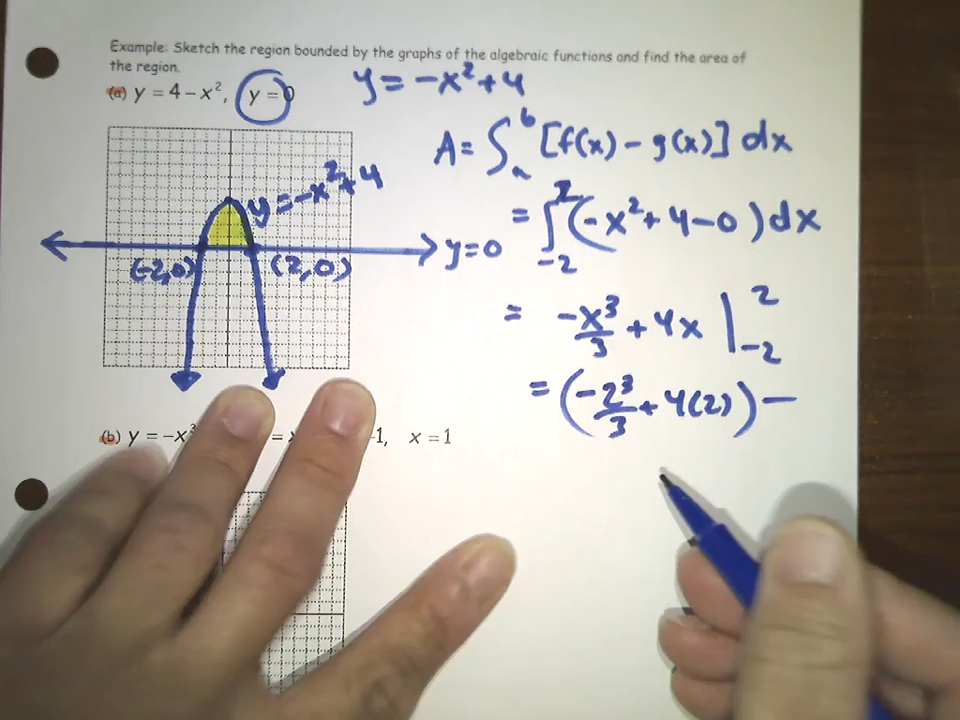 Example: Sketch the region bounded by the graphs of the algebraic functions and find the area of
the region.
(a) y = 4 – x², y = 0
y = -x² + 4
A = ∫ₐᵇ [f(x) - g(x)] dx
y = -x² + 4
= ∫₋₂² (-x² + 4 - 0) dx
y = 0
(-2,0) (2,0)
= -x³/3 + 4x |₋₂²
= (-2³/3 + 4(2)) -
(b) y = –x = 1, x = 1